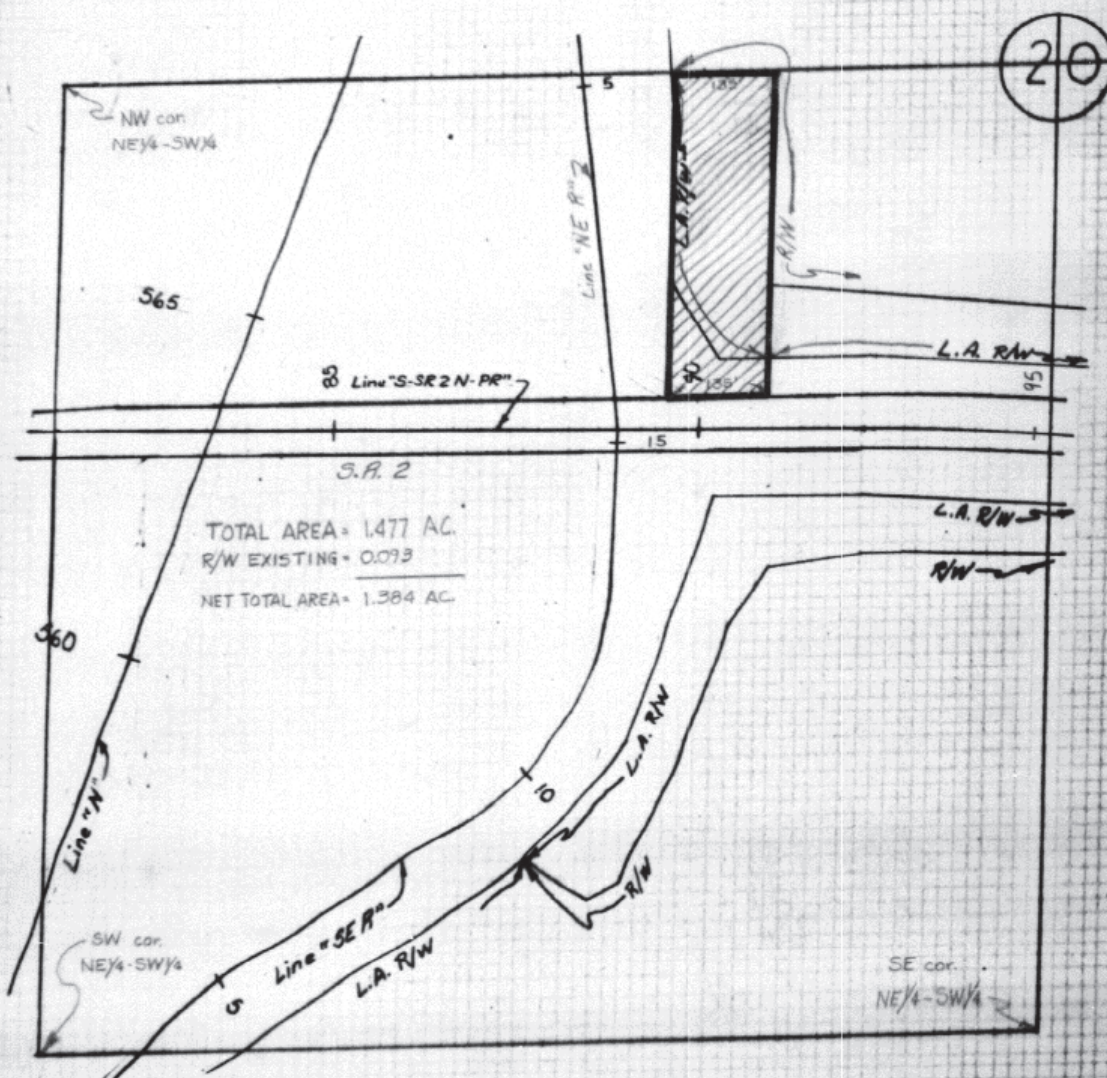 20
5
135'
NW cor.
NE1/4-SW1/4
L.A. R/W
Line "NE R"
R/W
565
L.A. R/W
85
Line "S-SR 2 N-PR"
90
135'
95
15
S.R. 2
L.A. R/W
TOTAL AREA = 1.477 AC.
R/W EXISTING = 0.093
R/W
NET TOTAL AREA = 1.384 AC.
560
L.A. R/W
10
Line "N"
R/W
Line "SE R"
SW cor.
NE1/4-SW1/4
L.A. R/W
SE cor.
NE1/4-SW1/4
5